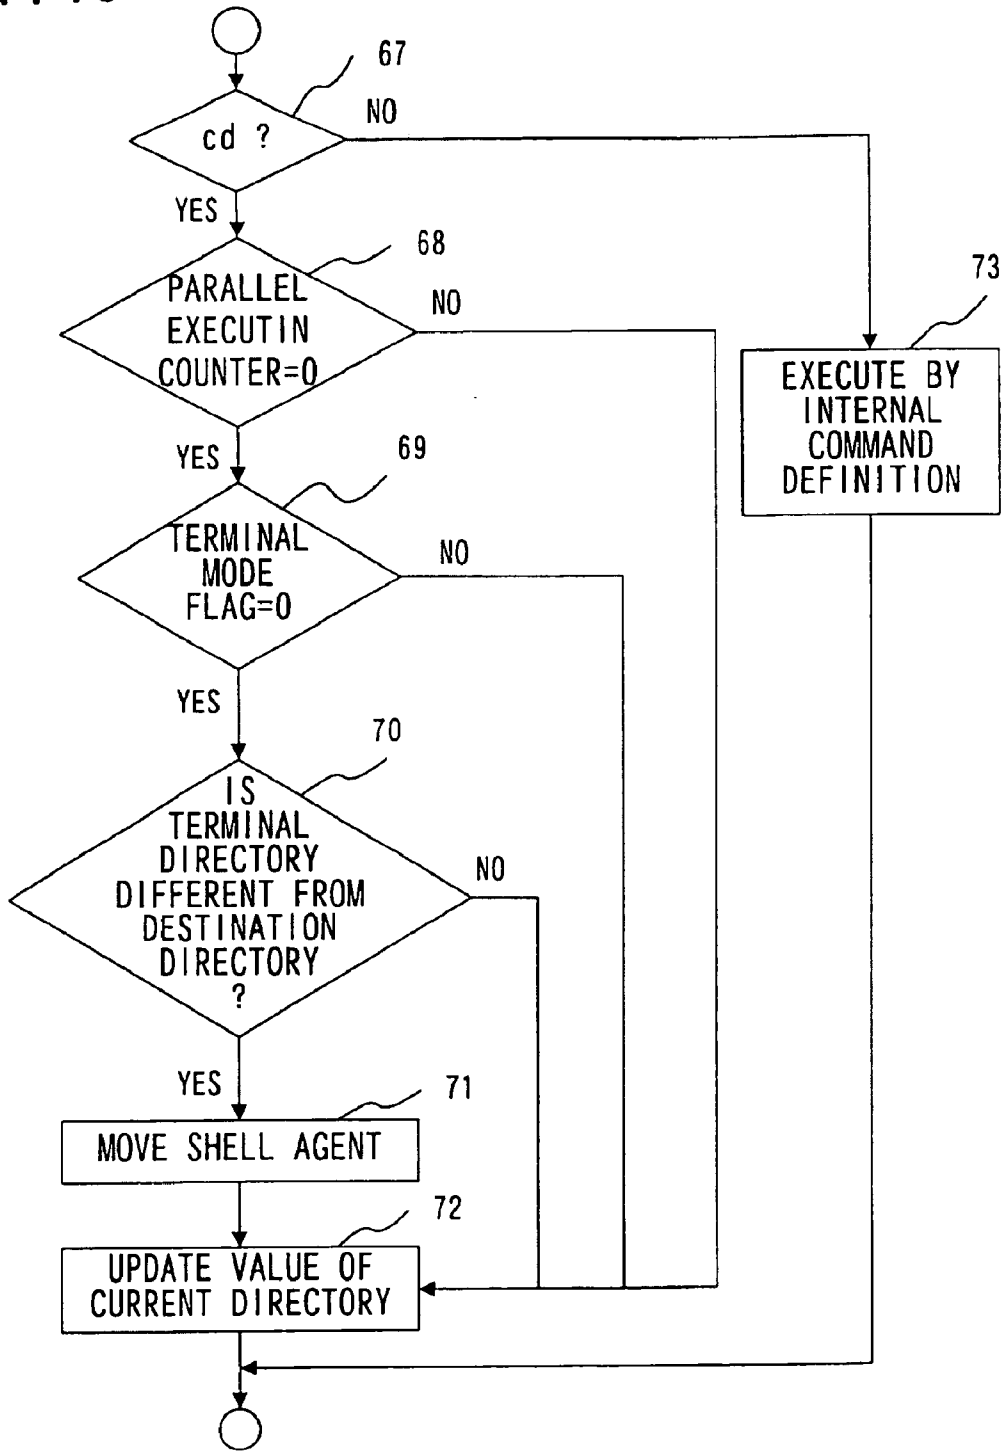 67
NO
cd ?
YES
68
PARALLEL
EXECUTIN
COUNTER=0
NO
73
EXECUTE BY
INTERNAL
COMMAND
DEFINITION
YES
69
TERMINAL
MODE
FLAG=0
NO
YES
70
IS
TERMINAL
DIRECTORY
DIFFERENT FROM
DESTINATION
DIRECTORY
?
NO
YES
71
MOVE SHELL AGENT
72
UPDATE VALUE OF
CURRENT DIRECTORY